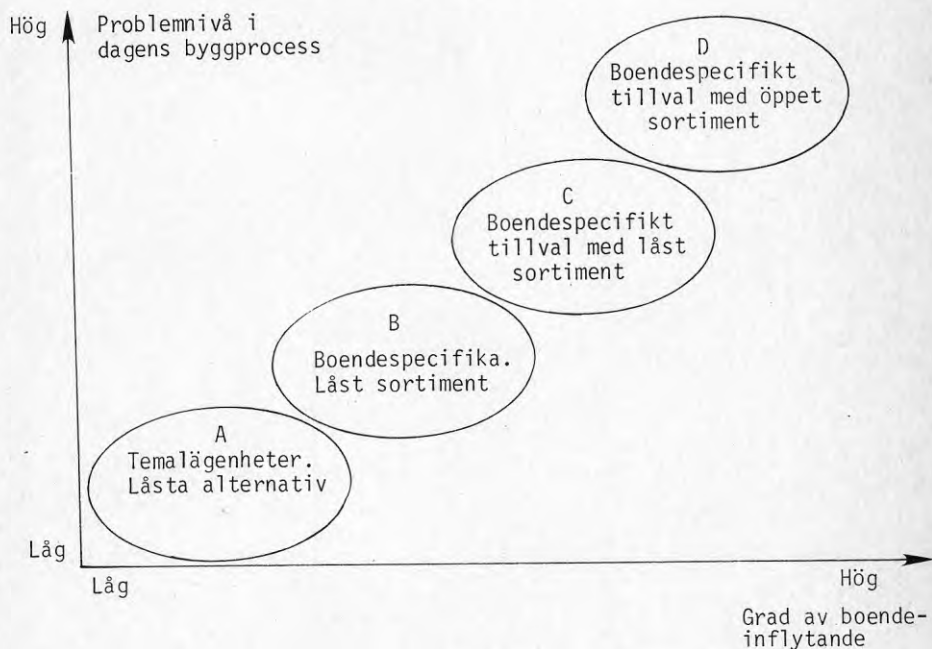 Hög
Problemnivå i
dagens byggprocess
D
Boendespecifikt
tillval med öppet
sortiment
C
Boendespecifikt
tillval med låst
sortiment
B
Boendespecifika.
Låst sortiment
A
Temalägenheter.
Låsta alternativ
Låg
Låg
Hög
Grad av boende-
inflytande